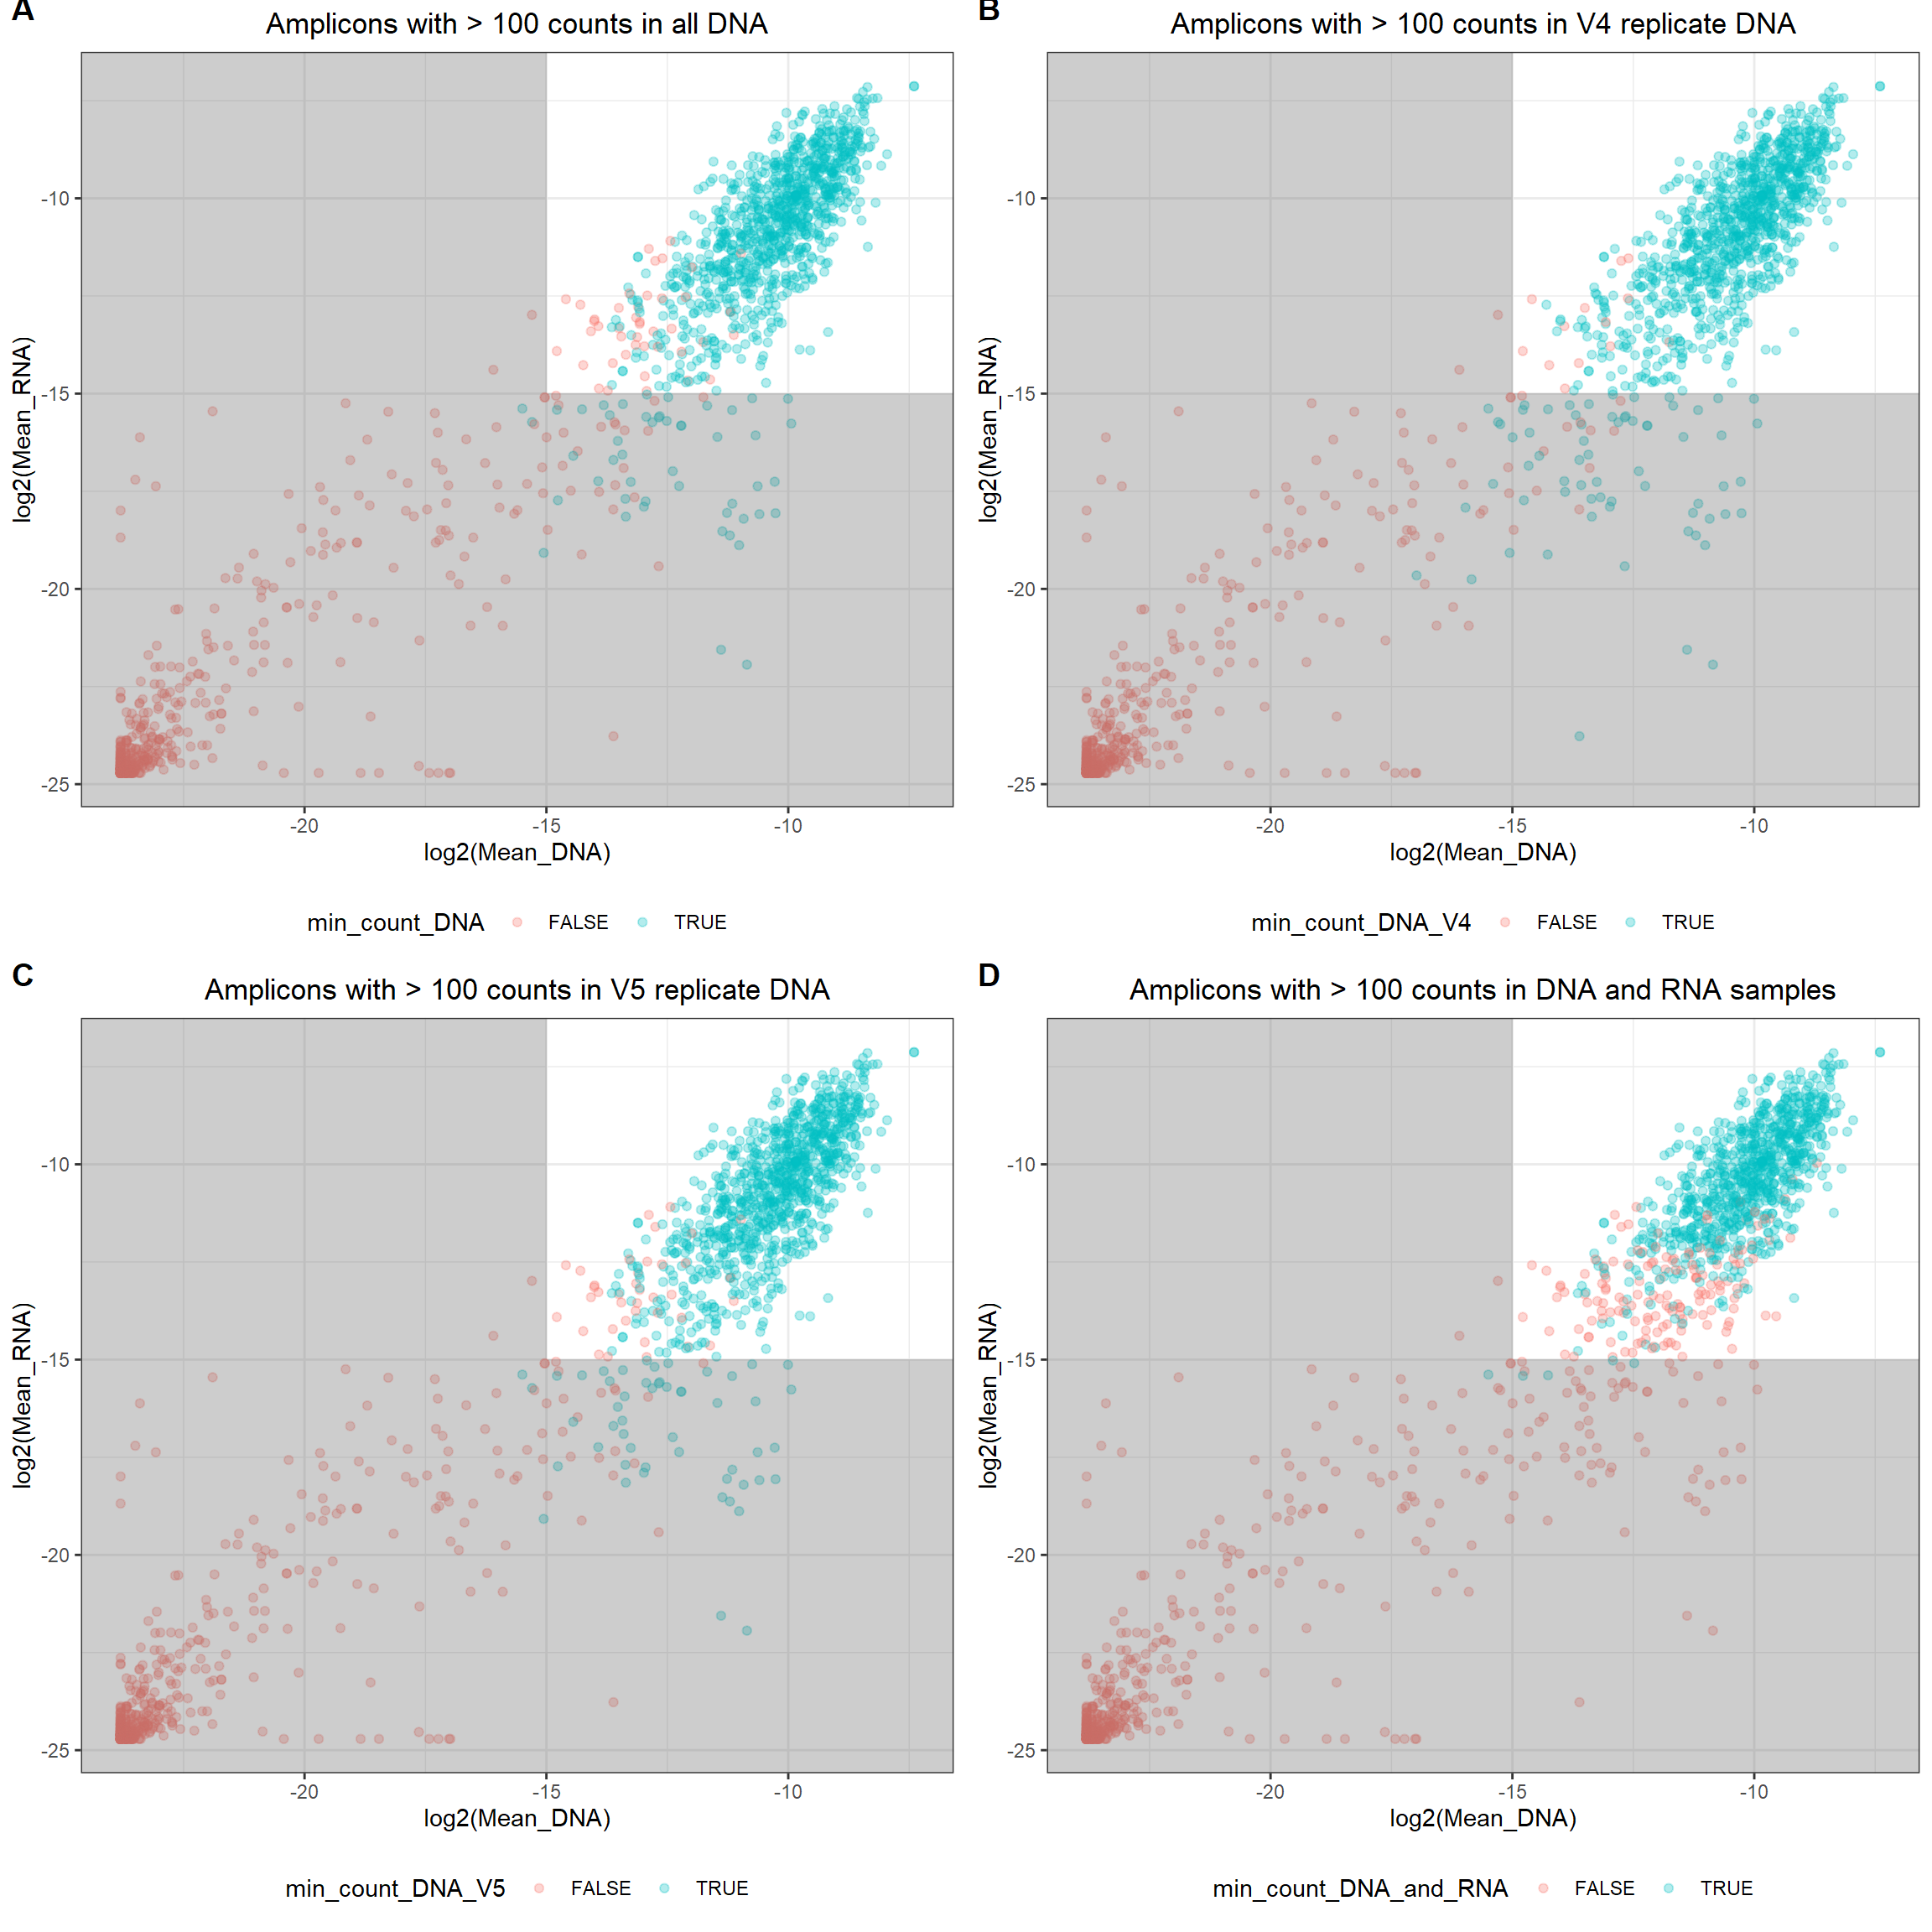 A
Amplicons with > 100 counts in all DNA
log2(Mean_RNA)
-10
-15
-20
-25
-20
-15
-10
log2(Mean_DNA)
min_count_DNA FALSE TRUE
B
Amplicons with > 100 counts in V4 replicate DNA
log2(Mean_RNA)
-10
-15
-20
-25
-20
-15
-10
log2(Mean_DNA)
min_count_DNA_V4 FALSE TRUE
C
Amplicons with > 100 counts in V5 replicate DNA
log2(Mean_RNA)
-10
-15
-20
-25
-20
-15
-10
log2(Mean_DNA)
min_count_DNA_V5 FALSE TRUE
D
Amplicons with > 100 counts in DNA and RNA samples
log2(Mean_RNA)
-10
-15
-20
-25
-20
-15
-10
log2(Mean_DNA)
min_count_DNA_and_RNA FALSE TRUE